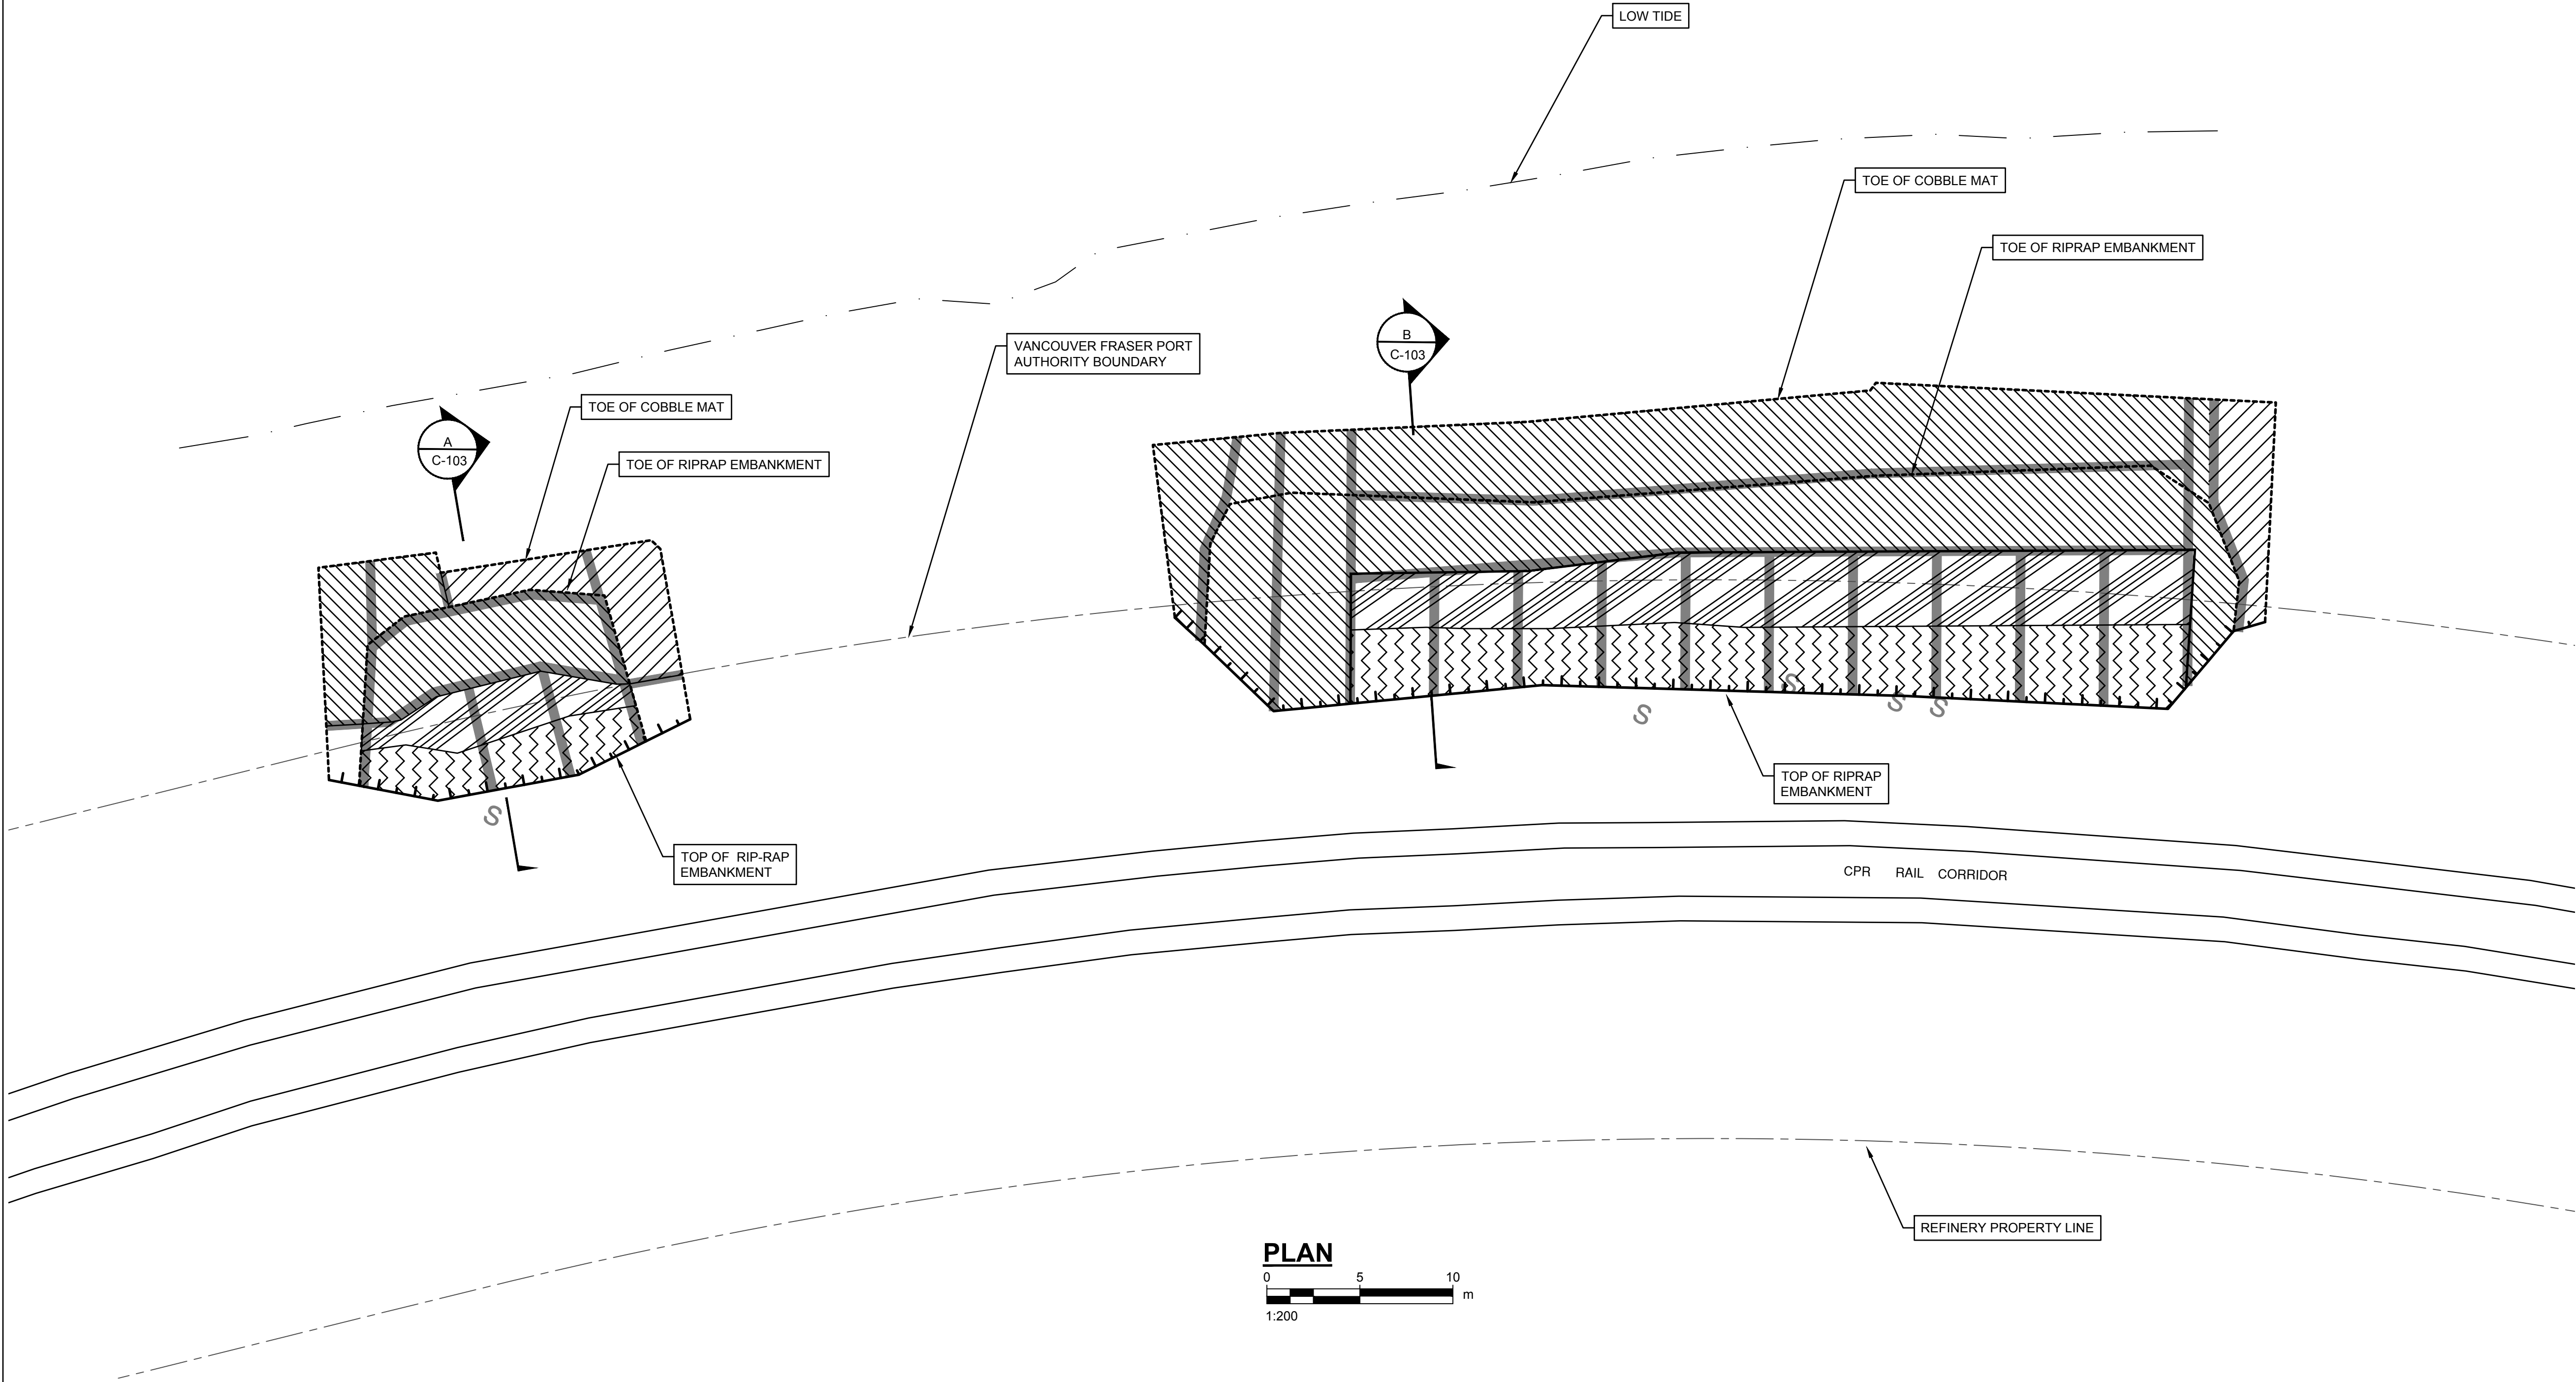 LOW TIDE
TOE OF COBBLE MAT
TOE OF RIPRAP EMBANKMENT
B
C-103
VANCOUVER FRASER PORT
AUTHORITY BOUNDARY
TOE OF COBBLE MAT
A
C-103
TOE OF RIPRAP EMBANKMENT
S
S
S
S
TOP OF RIPRAP
EMBANKMENT
S
TOP OF RIP-RAP
EMBANKMENT
CPR RAIL CORRIDOR
REFINERY PROPERTY LINE
PLAN
0 5 10
m
1:200